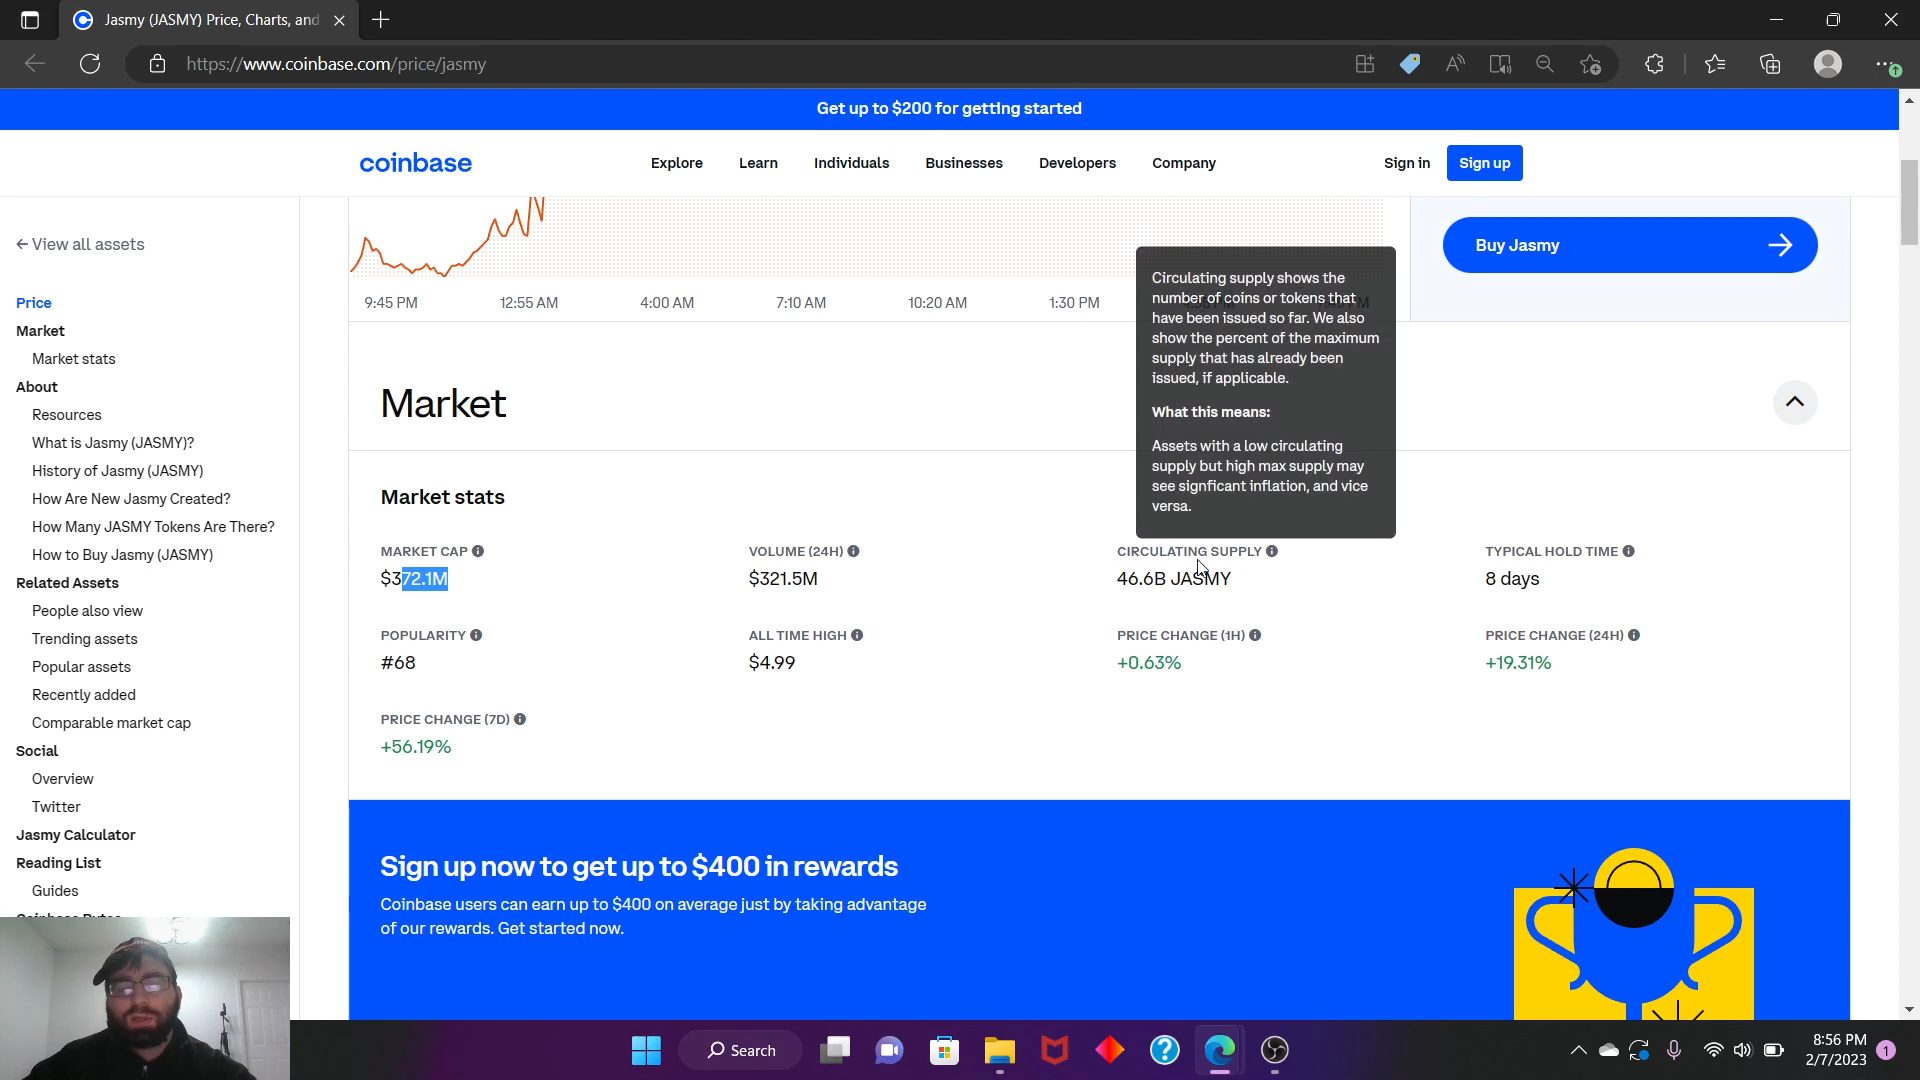 Jasmy (JASMY) Price, Charts, and
https://www.coinbase.com/price/jasmy
Get up to $200 for getting started
coinbase
Explore
Learn
Individuals
Businesses
Developers
Company
Sign in
Sign up
← View all assets
Price
Market
Market stats
About
Resources
What is Jasmy (JASMY)?
History of Jasmy (JASMY)
How Are New Jasmy Created?
How Many JASMY Tokens Are There?
How to Buy Jasmy (JASMY)
Related Assets
People also view
Trending assets
Popular assets
Recently added
Comparable market cap
Social
Overview
Twitter
Jasmy Calculator
Reading List
Guides
9:45 PM
12:55 AM
4:00 AM
7:10 AM
10:20 AM
1:30 PM
Buy Jasmy
Circulating supply shows the
number of coins or tokens that
have been issued so far. We also
show the percent of the maximum
supply that has already been
issued, if applicable.
What this means:
Assets with a low circulating
supply but high max supply may
see signficant inflation, and vice
versa.
Market
Market stats
MARKET CAP
$372.1M
VOLUME (24H)
$321.5M
CIRCULATING SUPPLY
46.6B JASMY
TYPICAL HOLD TIME
8 days
POPULARITY
#68
ALL TIME HIGH
$4.99
PRICE CHANGE (1H)
+0.63%
PRICE CHANGE (24H)
+19.31%
PRICE CHANGE (7D)
+56.19%
Sign up now to get up to $400 in rewards
Coinbase users can earn up to $400 on average just by taking advantage
of our rewards. Get started now.
Search
8:56 PM
2/7/2023
1